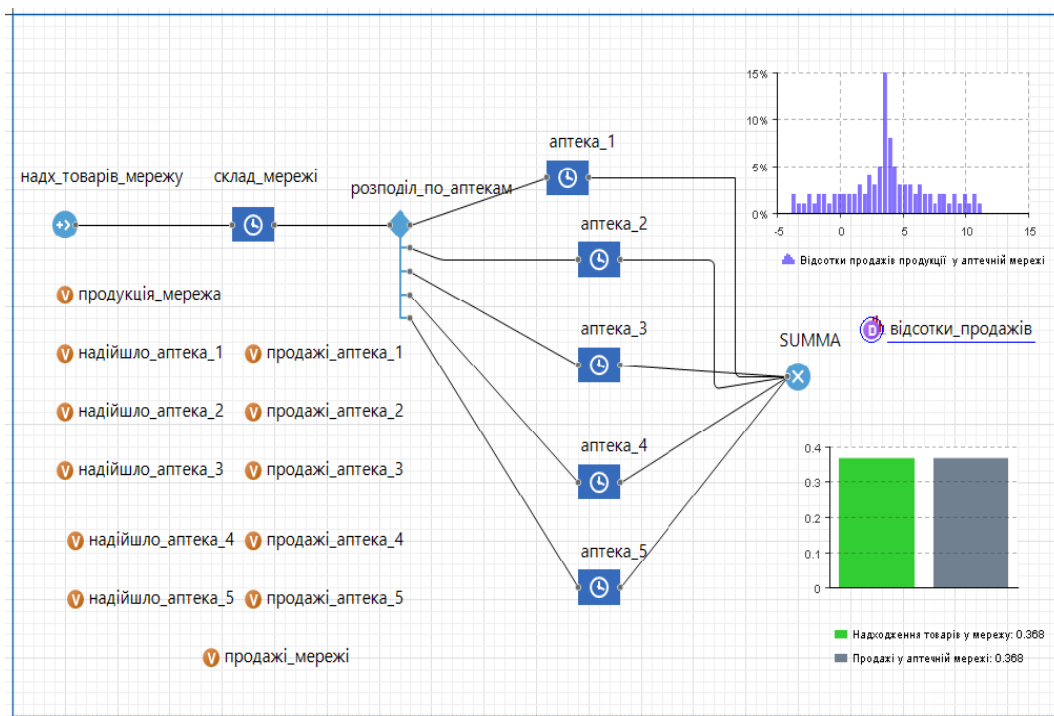 надх_товарів_мережу
склад_мережі
розподіл_по_аптекам
аптека_1
аптека_2
аптека_3
аптека_4
аптека_5
SUMMA
V продукція_мережа
V надійшло_аптека_1
V продажі_аптека_1
V надійшло_аптека_2
V продажі_аптека_2
V надійшло_аптека_3
V продажі_аптека_3
V надійшло_аптека_4
V продажі_аптека_4
V надійшло_аптека_5
V продажі_аптека_5
V продажі_мережі
15%
10%
5%
0%
-5 0 5 10 15
Відсотки продажів продукції у аптечній мережі
D відсотки_продажів
0.4
0.3
0.2
0.1
0
Надходження товарів у мережу: 0.368
Продажі у аптечній мережі: 0.368